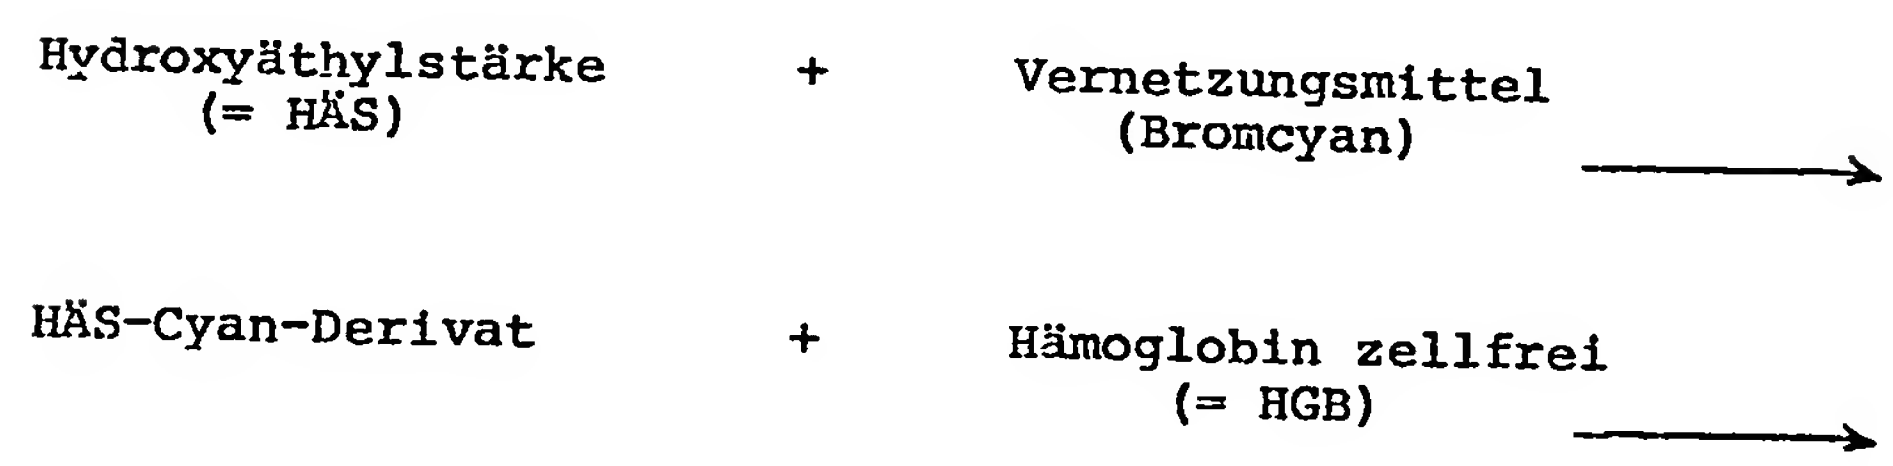 Hydroxyäthylstärke + Vernetzungsmittel
(= HÄS) (Bromcyan)
HÄS-Cyan-Derivat + Hämoglobin zellfrei
(= HGB)